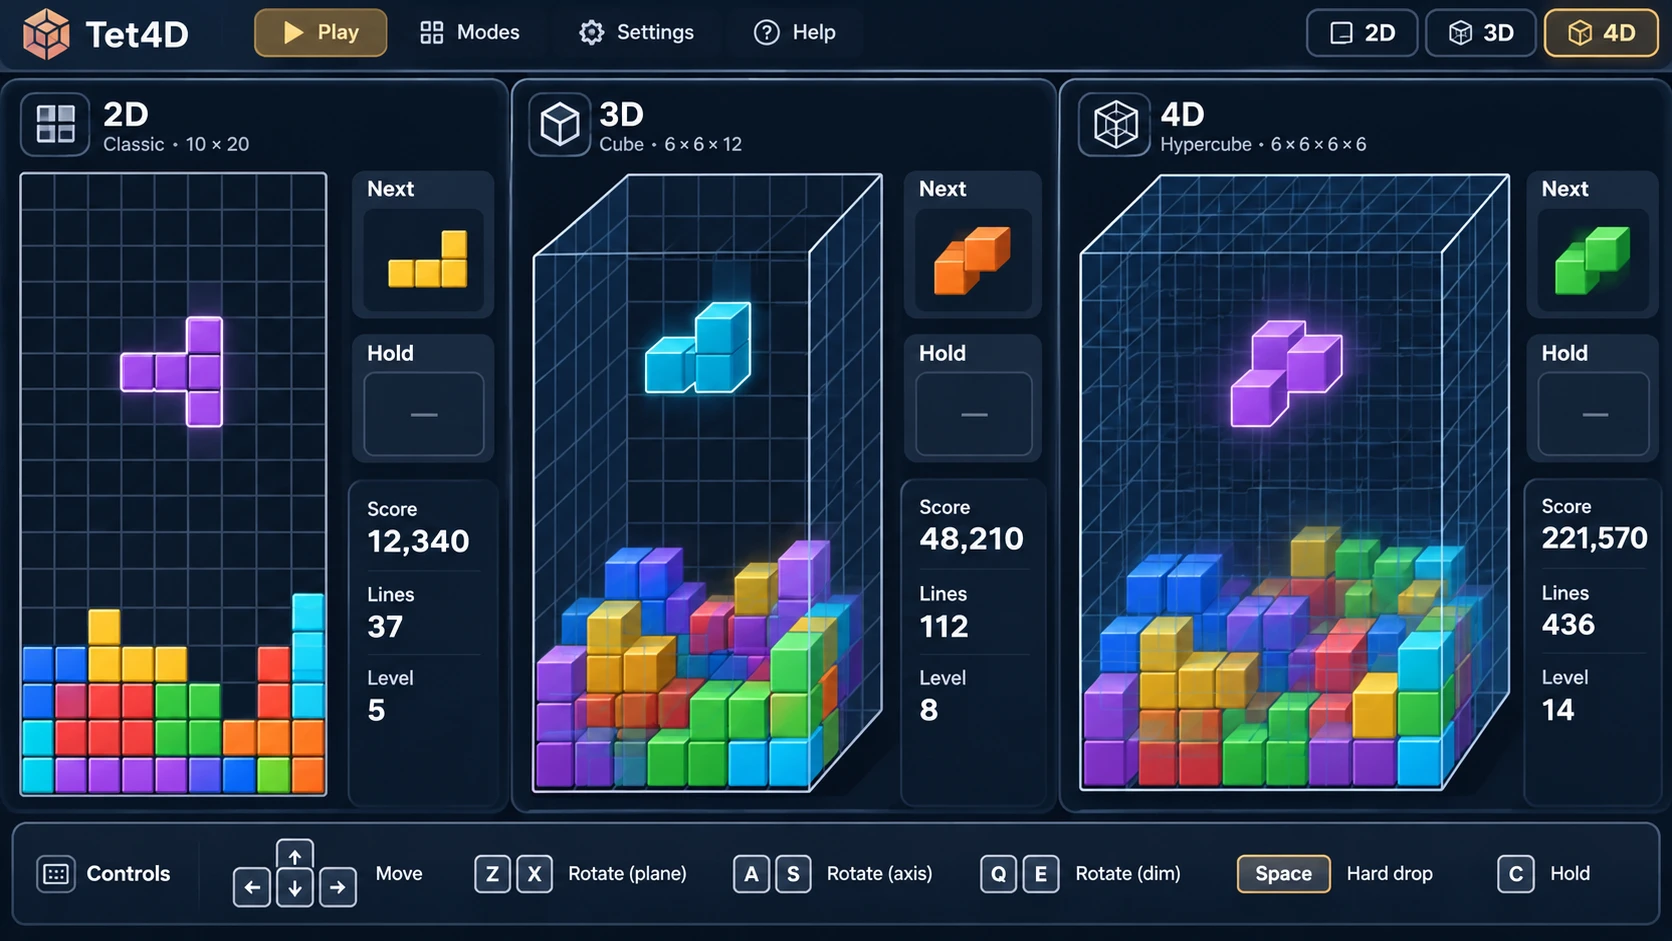 Tet4D
Play
Modes
Settings
Help
2D
3D
4D
2D
Classic • 10 × 20
Next
Hold
—
Score
12,340
Lines
37
Level
5
3D
Cube • 6 × 6 × 12
Next
Hold
—
Score
48,210
Lines
112
Level
8
4D
Hypercube • 6 × 6 × 6 × 6
Next
Hold
—
Score
221,570
Lines
436
Level
14
Controls
↑
← ↓ →
Move
Z X Rotate (plane)
A S Rotate (axis)
Q E Rotate (dim)
Space Hard drop
C Hold